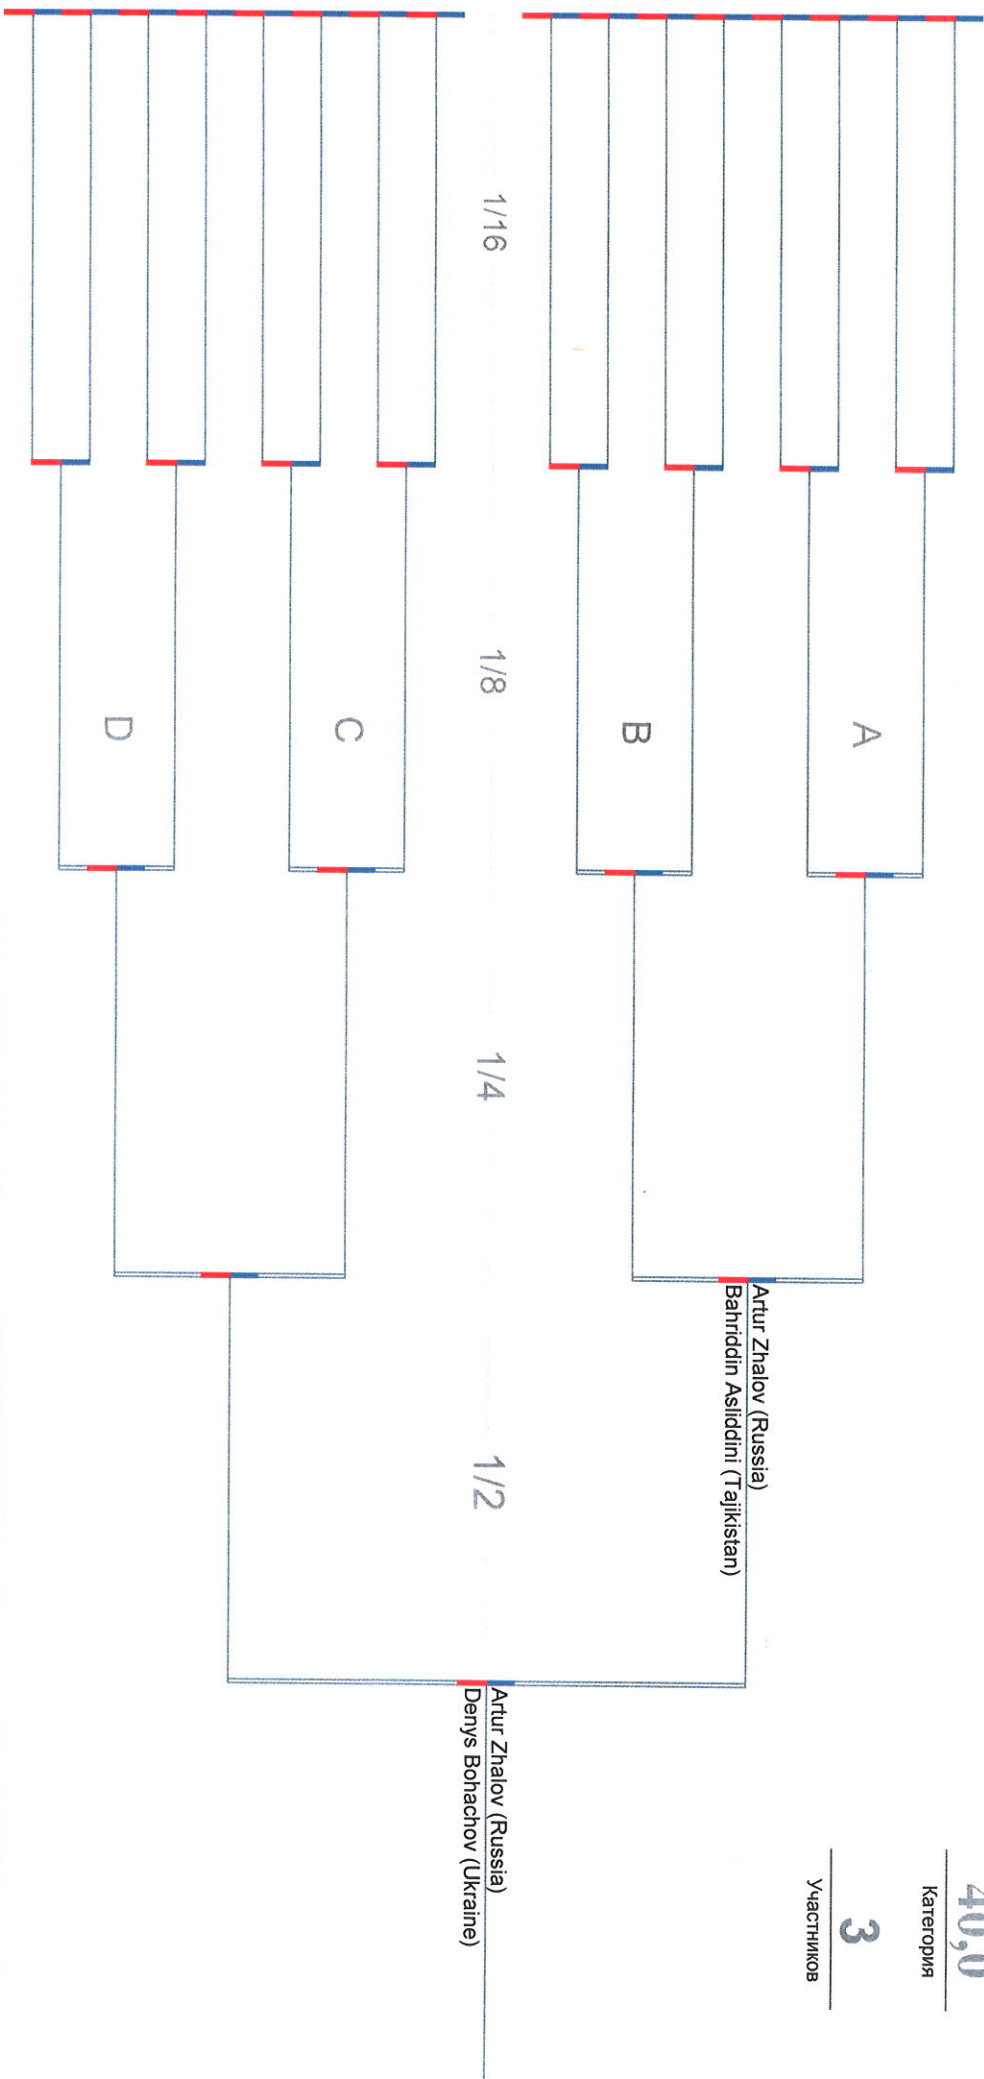 40,0
Категория
3
Участников
1/16
1/8
1/4
1/2
A
B
C
D
Artur Zhalov (Russia)
Bahriddin Asliddini (Tajikistan)
Artur Zhalov (Russia)
Denys Bohachov (Ukraine)